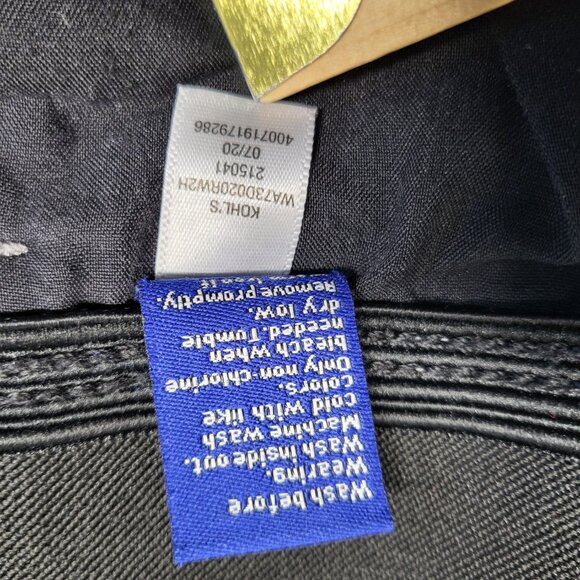 KOHL'S
WA73D020RW2H
215041
07/20
400719179286
Wash before
Wearing.
Wash Inside out.
Machine wash
cold with like
colors.
Only non-chlorine
bleach when
needed.Tumble
dry low.
Remove promptly.